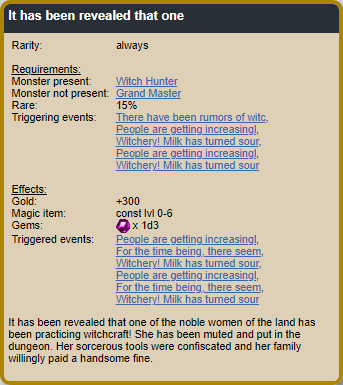 It has been revealed that one
Rarity: always
Requirements:
Monster present: Witch Hunter
Monster not present: Grand Master
Rare: 15%
Triggering events: There have been rumors of witc,
People are getting increasingl,
Witchery! Milk has turned sour,
People are getting increasingl,
Witchery! Milk has turned sour
Effects:
Gold: +300
Magic item: const lvl 0-6
Gems: x 1d3
Triggered events: People are getting increasingl,
For the time being, there seem,
Witchery! Milk has turned sour,
People are getting increasingl,
For the time being, there seem,
Witchery! Milk has turned sour
It has been revealed that one of the noble women of the land has
been practicing witchcraft! She has been muted and put in the
dungeon. Her sorcerous tools were confiscated and her family
willingly paid a handsome fine.